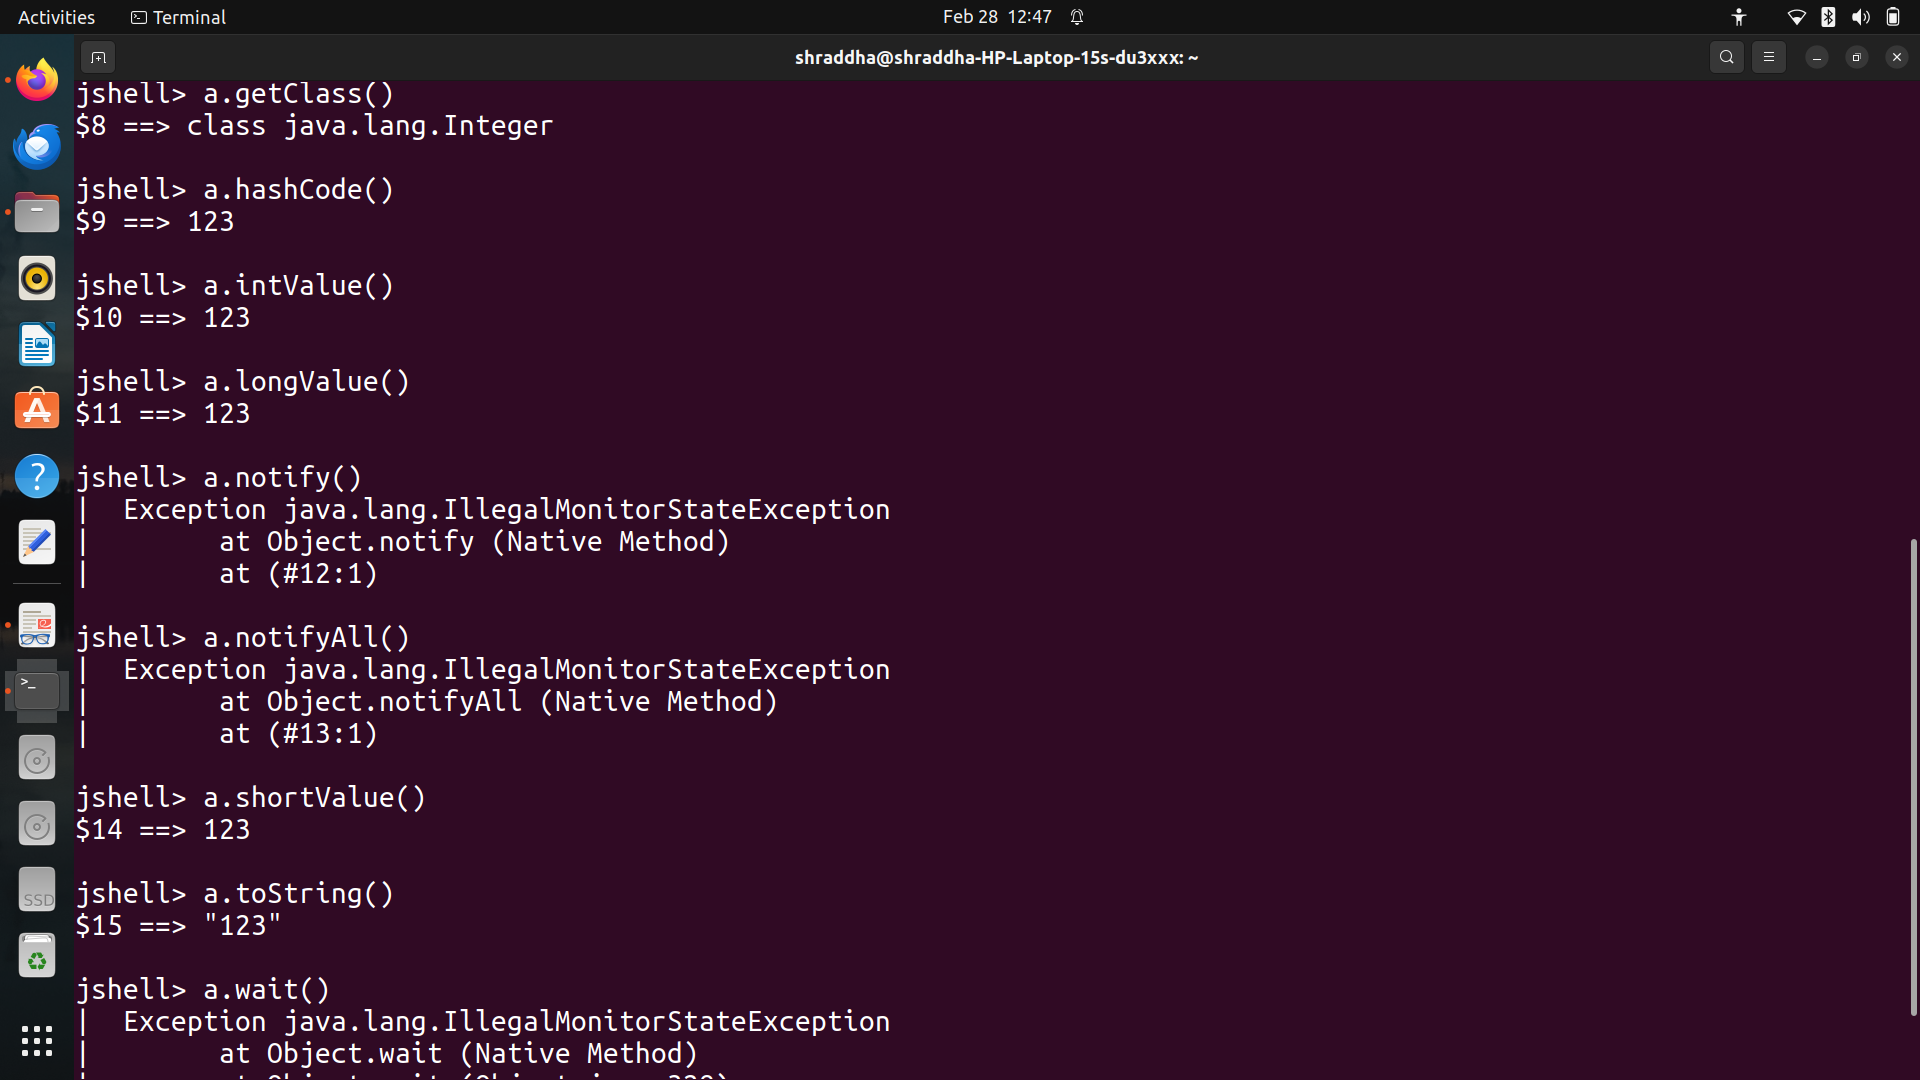 Activities
Terminal
Feb 28 12:47
shraddha@shraddha-HP-Laptop-15s-du3xxx: ~
jshell> a.getClass()
$8 ==> class java.lang.Integer
jshell> a.hashCode()
$9 ==> 123
jshell> a.intValue()
$10 ==> 123
jshell> a.longValue()
$11 ==> 123
jshell> a.notify()
|  Exception java.lang.IllegalMonitorStateException
|        at Object.notify (Native Method)
|        at (#12:1)
jshell> a.notifyAll()
|  Exception java.lang.IllegalMonitorStateException
|        at Object.notifyAll (Native Method)
|        at (#13:1)
jshell> a.shortValue()
$14 ==> 123
jshell> a.toString()
$15 ==> "123"
jshell> a.wait()
|  Exception java.lang.IllegalMonitorStateException
|        at Object.wait (Native Method)
SSD